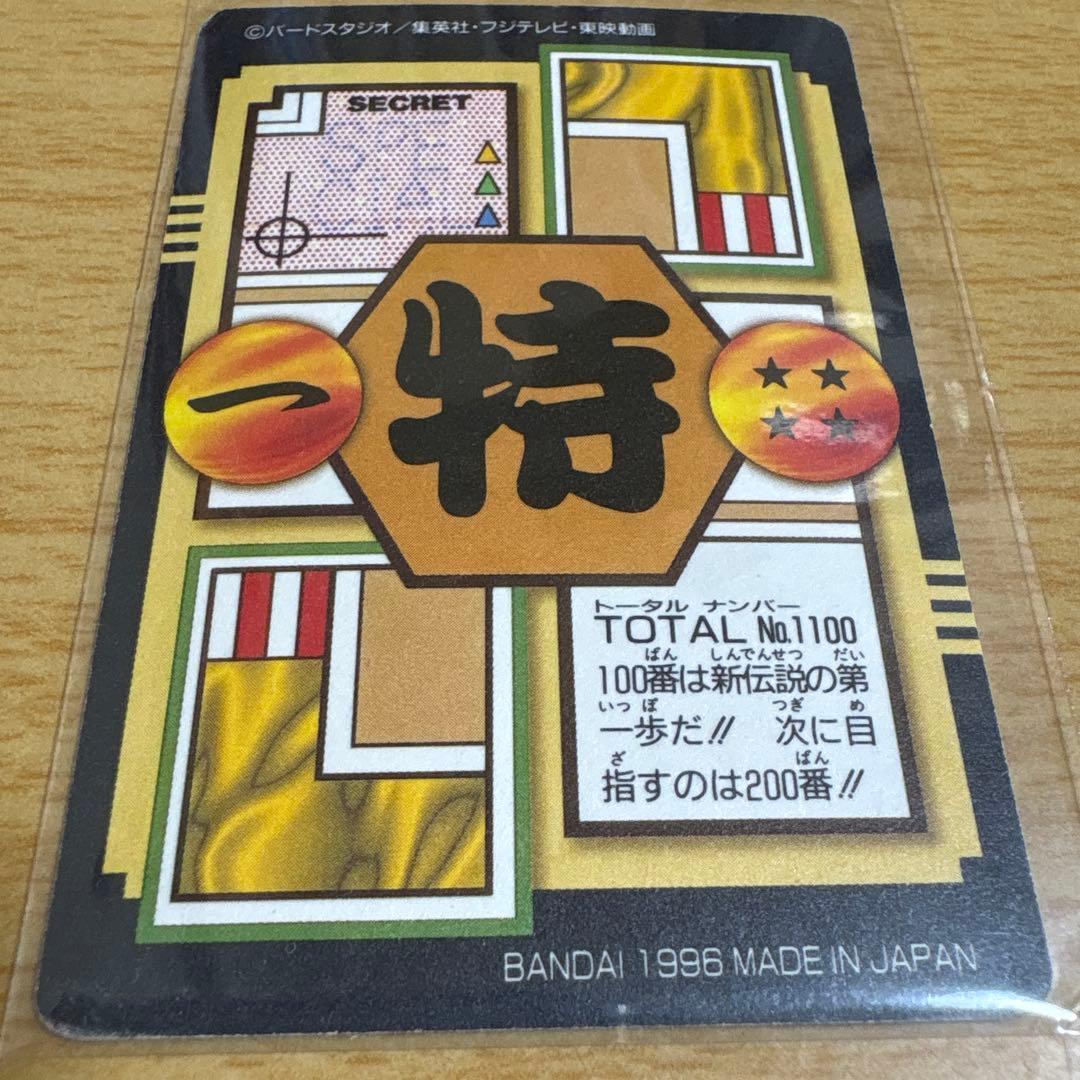 ©バードスタジオ/集英社・フジテレビ・東映動画
SECRET
SPE
CIAL
一
特
トータル ナンバー
TOTAL No.1100
ばん しんでんせつ だい
100番は新伝説の第
いっ ぽ つぎ め
一歩だ!! 次に目
ざ ばん
指すのは200番!!
BANDAI 1996 MADE IN JAPAN